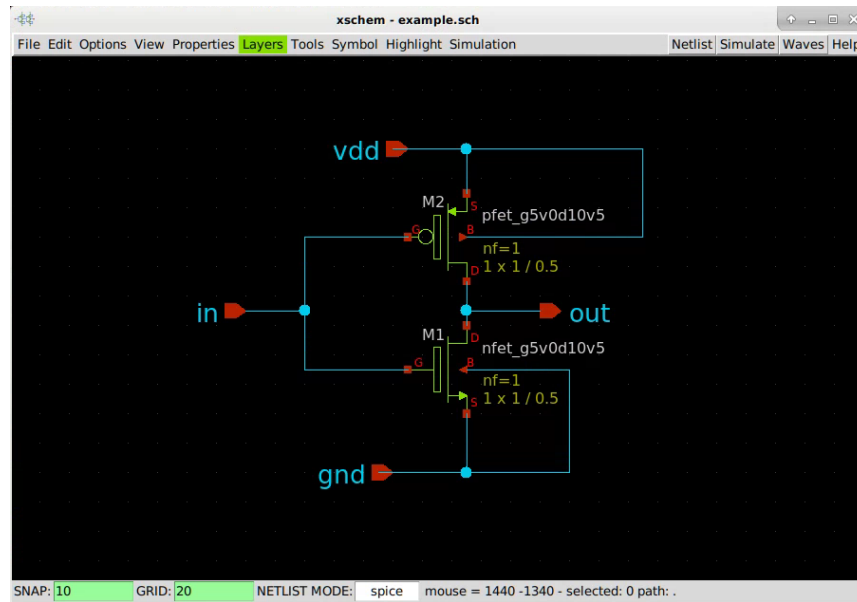 xschem - example.sch
File Edit Options View Properties Layers Tools Symbol Highlight Simulation Netlist Simulate Waves Help
vdd
M2
S
pfet_g5v0d10v5
G
B
nf=1
D
1 x 1 / 0.5
in
out
M1
D
nfet_g5v0d10v5
G
B
nf=1
S
1 x 1 / 0.5
gnd
SNAP: 10 GRID: 20 NETLIST MODE: spice mouse = 1440 -1340 - selected: 0 path: .